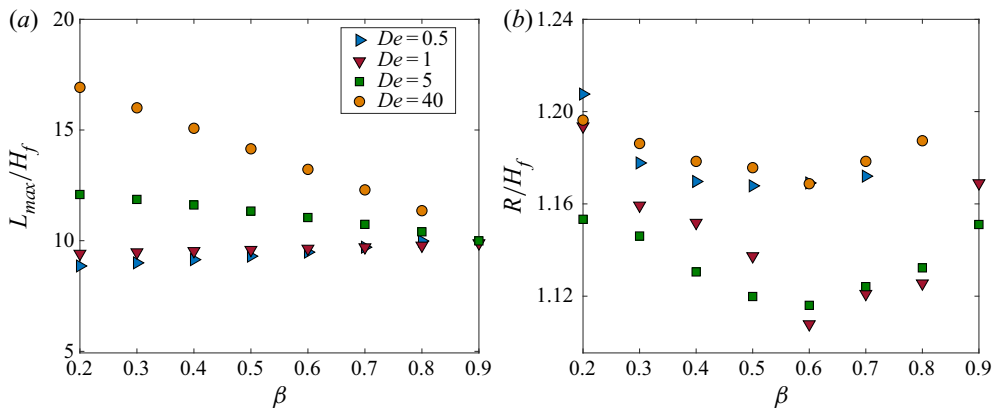 (a)
20
15
10
5
L_max/H_f
0.2 0.3 0.4 0.5 0.6 0.7 0.8 0.9
β
De = 0.5
De = 1
De = 5
De = 40
(b)
1.24
1.20
1.16
1.12
R/H_f
0.2 0.3 0.4 0.5 0.6 0.7 0.8 0.9
β